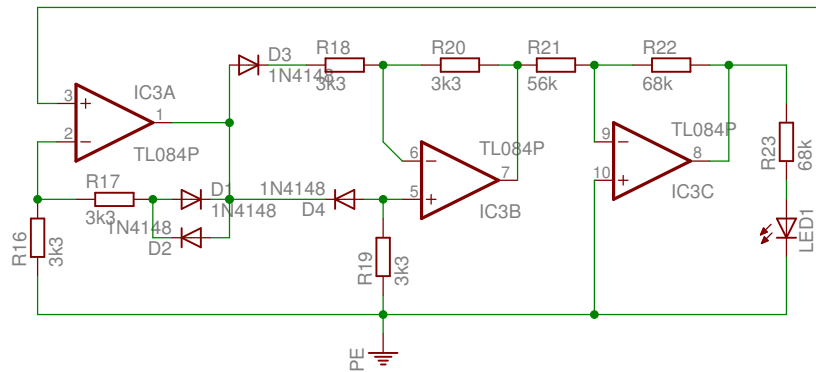 D3
1N4148
R18
3k3
R20
3k3
R21
56k
R22
68k
IC3A
3
+
2
−
1
TL084P
6
−
5
+
7
TL084P
IC3B
9
−
10
+
8
TL084P
IC3C
R23
68k
R17
3k3
D1
1N4148
1N4148
D2
1N4148
D4
R16
3k3
R19
3k3
LED1
PE